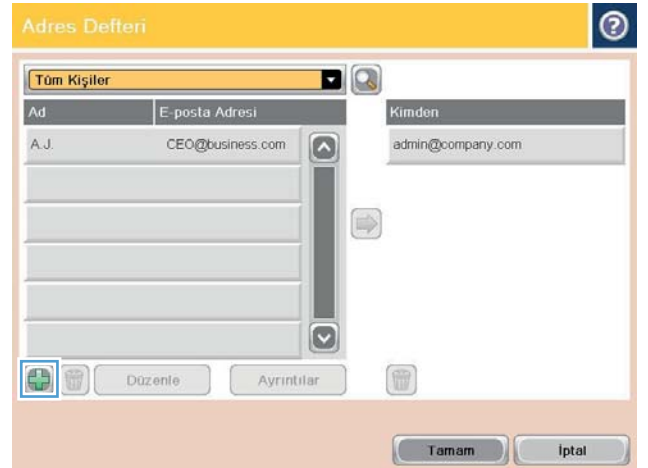 Adres Defteri
Tüm Kişiler
Ad E-posta Adresi Kimden
A.J. CEO@business.com admin@company.com
Düzenle Ayrıntılar
Tamam İptal